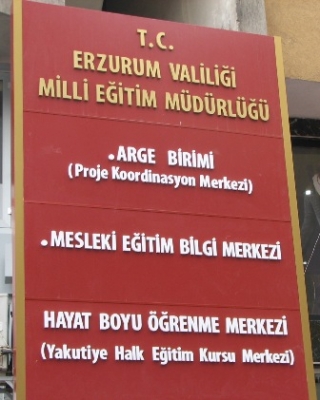 T.C.
ERZURUM VALİLİĞİ
MİLLİ EĞİTİM MÜDÜRLÜĞÜ
.ARGE BİRİMİ
(Proje Koordinasyon Merkezi)
.MESLEKİ EĞİTİM BİLGİ MERKEZİ
HAYAT BOYU ÖĞRENME MERKEZİ
(Yakutiye Halk Eğitim Kursu Merkezi)